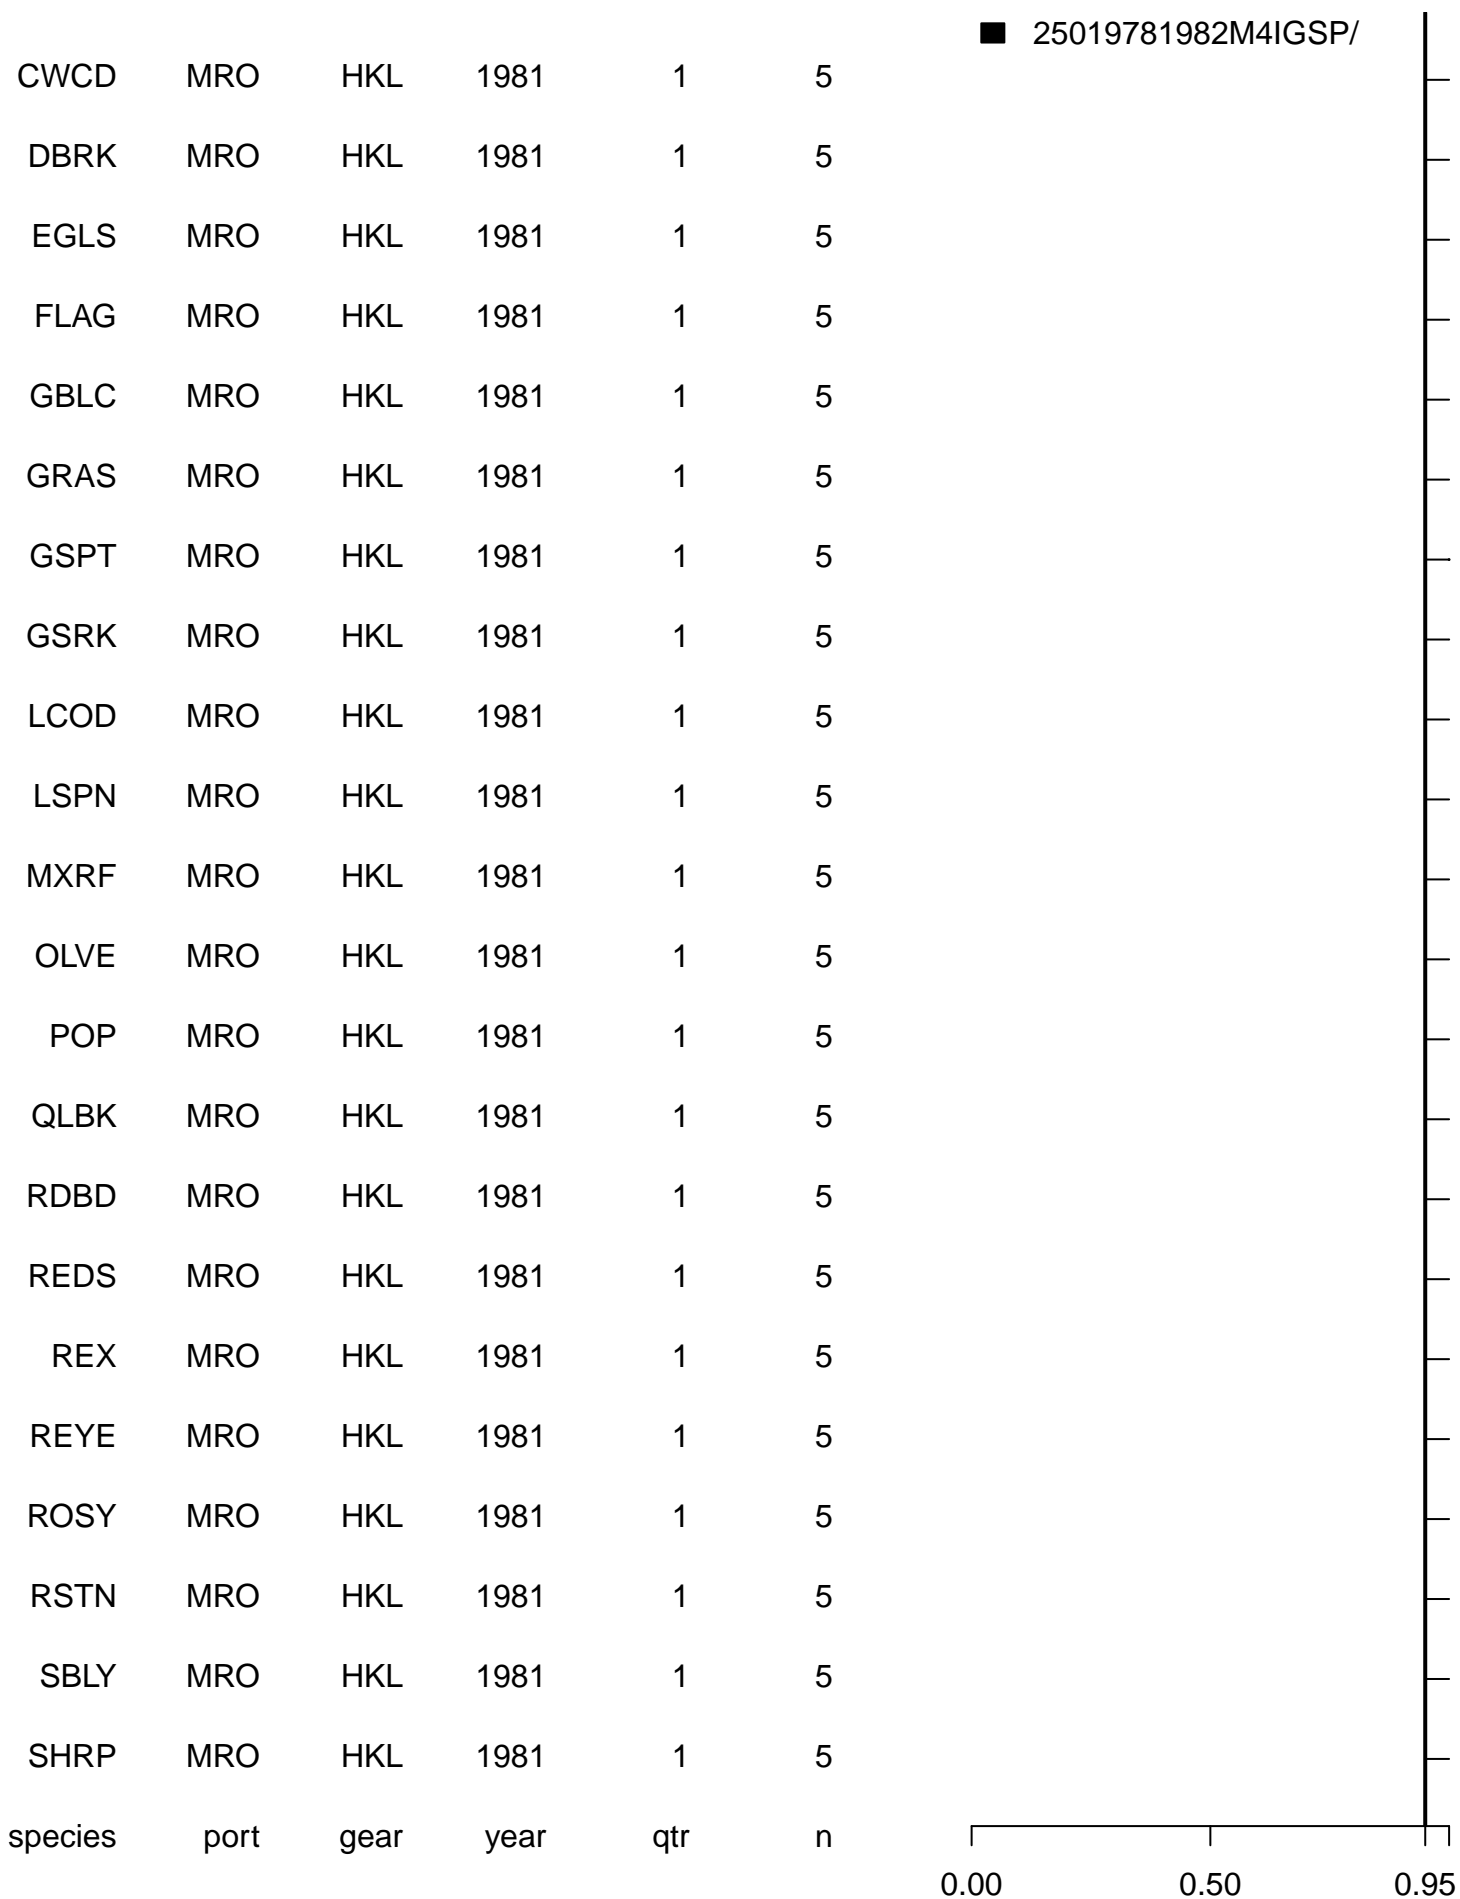 25019781982M4IGSP/
CWCD MRO HKL 1981 1 5
DBRK MRO HKL 1981 1 5
EGLS MRO HKL 1981 1 5
FLAG MRO HKL 1981 1 5
GBLC MRO HKL 1981 1 5
GRAS MRO HKL 1981 1 5
GSPT MRO HKL 1981 1 5
GSRK MRO HKL 1981 1 5
LCOD MRO HKL 1981 1 5
LSPN MRO HKL 1981 1 5
MXRF MRO HKL 1981 1 5
OLVE MRO HKL 1981 1 5
POP MRO HKL 1981 1 5
QLBK MRO HKL 1981 1 5
RDBD MRO HKL 1981 1 5
REDS MRO HKL 1981 1 5
REX MRO HKL 1981 1 5
REYE MRO HKL 1981 1 5
ROSY MRO HKL 1981 1 5
RSTN MRO HKL 1981 1 5
SBLY MRO HKL 1981 1 5
SHRP MRO HKL 1981 1 5
species port gear year qtr n
0.00 0.50 0.95